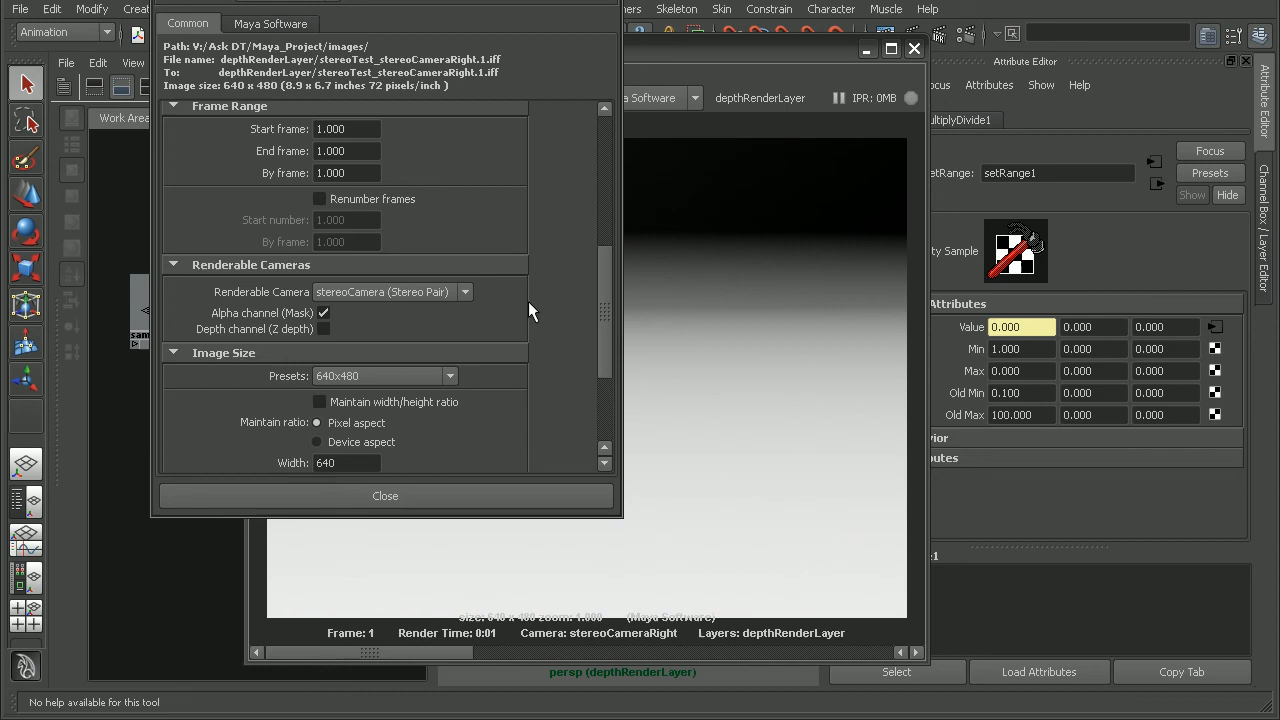 File Edit Modify
Skeleton Skin Constrain Character Muscle Help
Animation
Common Maya Software
Path: V:/Ask DT/Maya_Project/images/
File name: depthRenderLayer/stereoTest_stereoCameraRight.1.iff
To: depthRenderLayer/stereoTest_stereoCameraRight.1.iff
Image size: 640 x 480 (8.9 x 6.7 inches 72 pixels/inch )
Frame Range
Start frame: 1.000
End frame: 1.000
By frame: 1.000
Renumber frames
Start number: 1.000
By frame: 1.000
Renderable Cameras
Renderable Camera stereoCamera (Stereo Pair)
Alpha channel (Mask)
Depth channel (Z depth)
Image Size
Presets: 640x480
Maintain width/height ratio
Maintain ratio: Pixel aspect
Device aspect
Width: 640
Close
File Edit View
Work Area
Software depthRenderLayer IPR: 0MB
size: 640 x 480 zoom: 1.000 (Maya Software)
Frame: 1 Render Time: 0:01 Camera: stereoCameraRight Layers: depthRenderLayer
persp (depthRenderLayer)
Attribute Editor
Attributes Show Help
Focus
Presets
Show Hide
setRange1
Sample
Attributes
Value 0.000 0.000 0.000
Min 1.000 0.000 0.000
Max 0.000 0.000 0.000
Old Min 0.100 0.000 0.000
Old Max 100.000 0.000 0.000
Select Load Attributes Copy Tab
Attribute Editor
Channel Box / Layer Editor
No help available for this tool